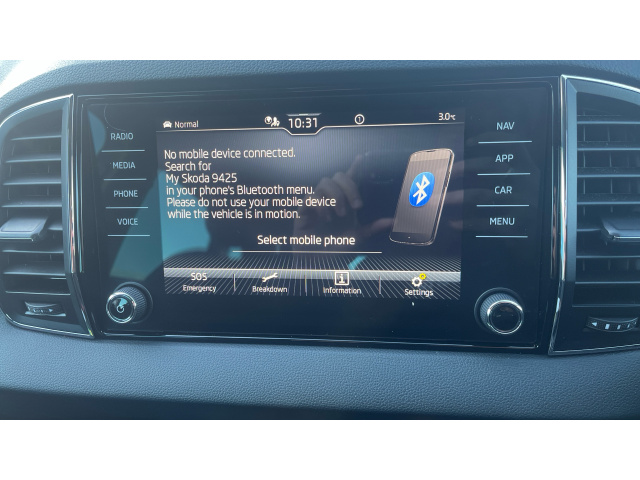 Normal
10:31
3.0°C
RADIO
MEDIA
PHONE
VOICE
No mobile device connected.
Search for
My Skoda 9425
in your phone's Bluetooth menu.
Please do not use your mobile device
while the vehicle is in motion.
Select mobile phone
SOS
Emergency
Breakdown
i
Information
Settings
NAV
APP
CAR
MENU